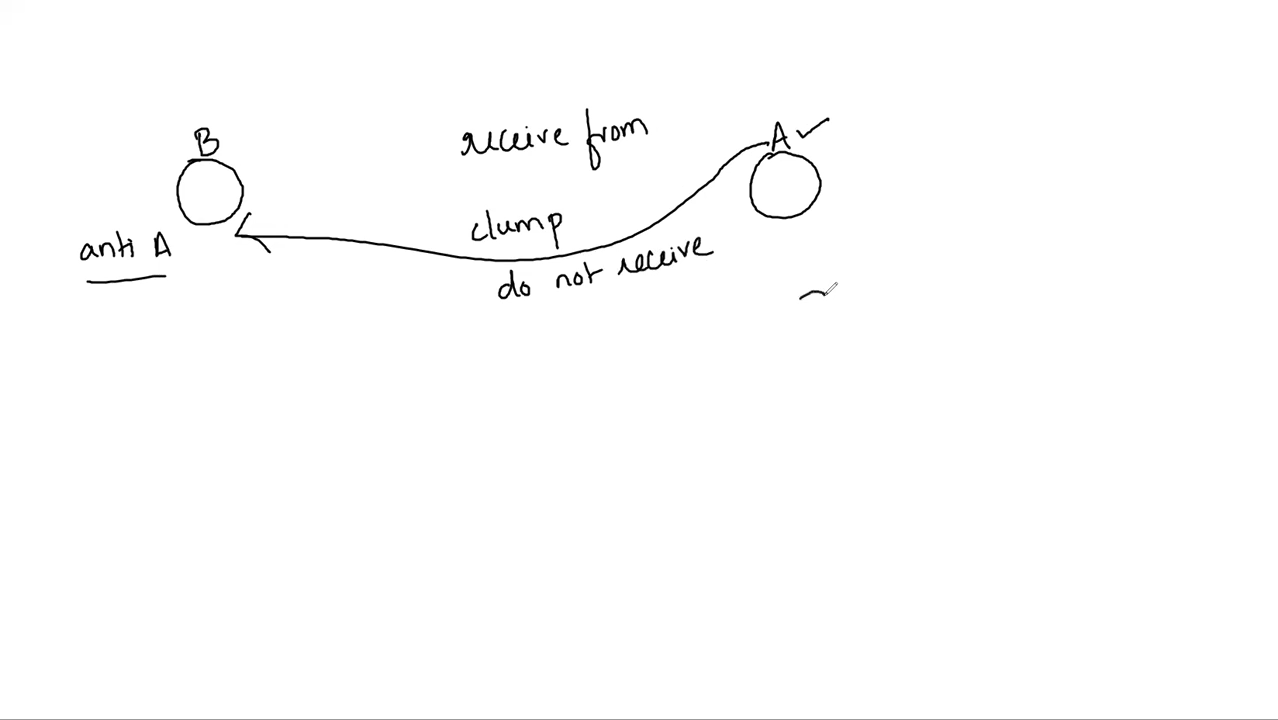 B
receive from
A
anti A
clump
do not receive